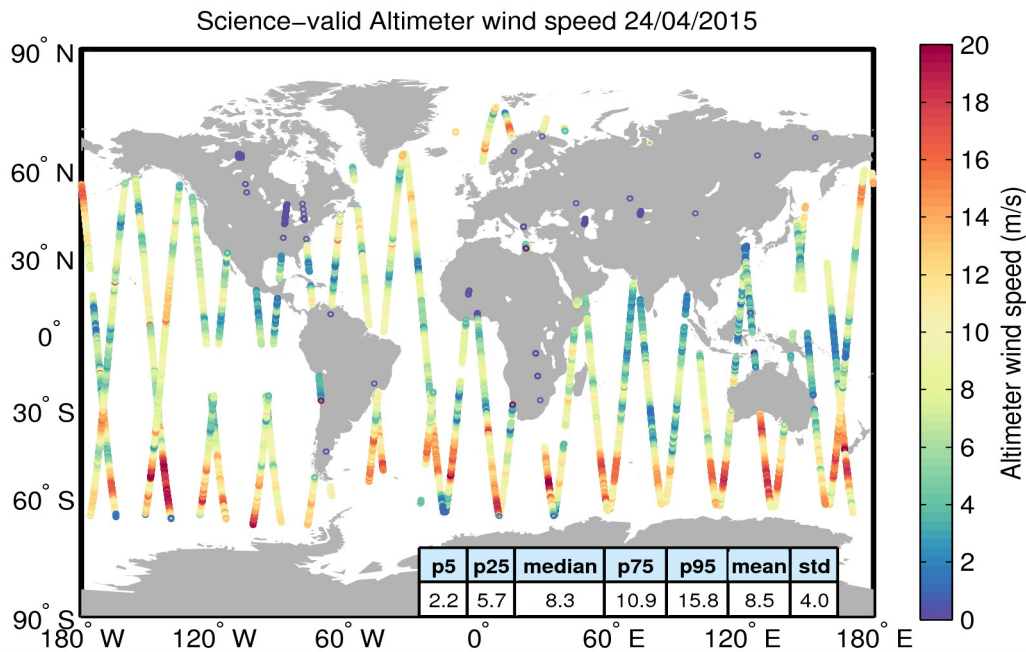 Science−valid Altimeter wind speed 24/04/2015
90° N
60° N
30° N
0°
30° S
60° S
90° S
180° W
120° W
60° W
0°
60° E
120° E
180° E
p5 p25 median p75 p95 mean std
2.2 5.7 8.3 10.9 15.8 8.5 4.0
20
18
16
14
12
10
8
6
4
2
0
Altimeter wind speed (m/s)